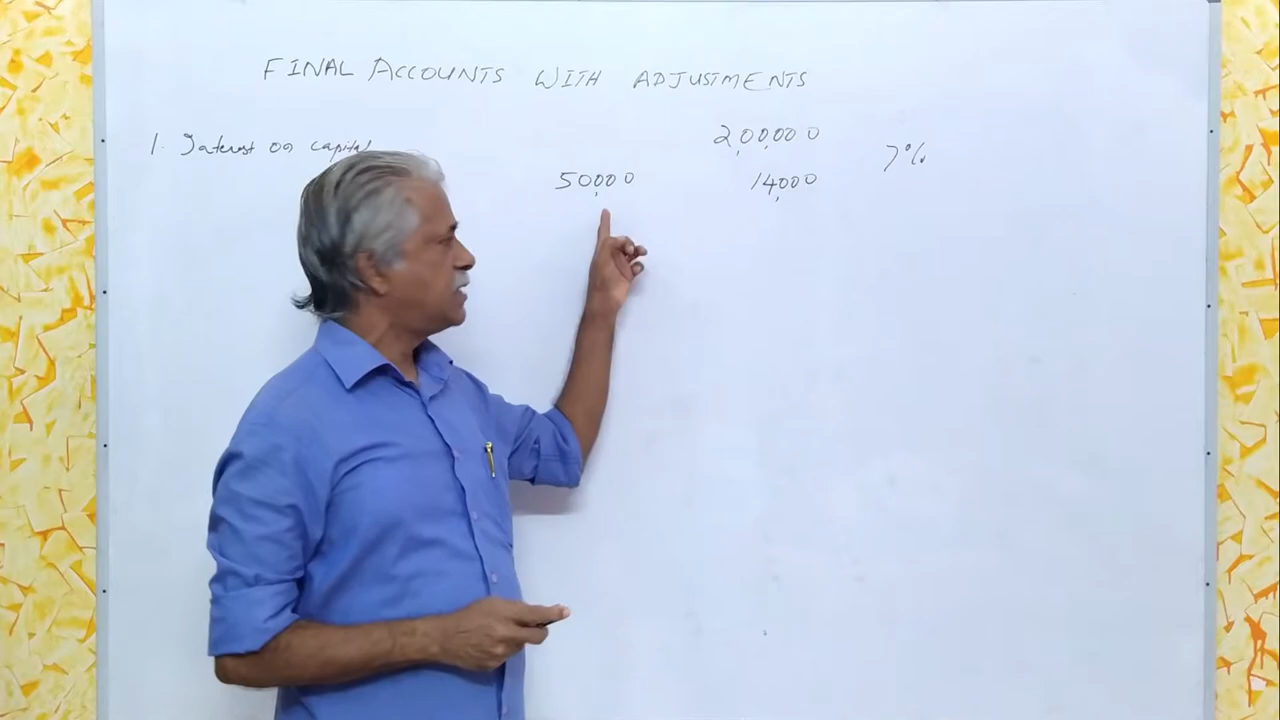 FINAL ACCOUNTS WITH ADJUSTMENTS
1. Interest on capital
2,00,000
7%
50,000
14,000